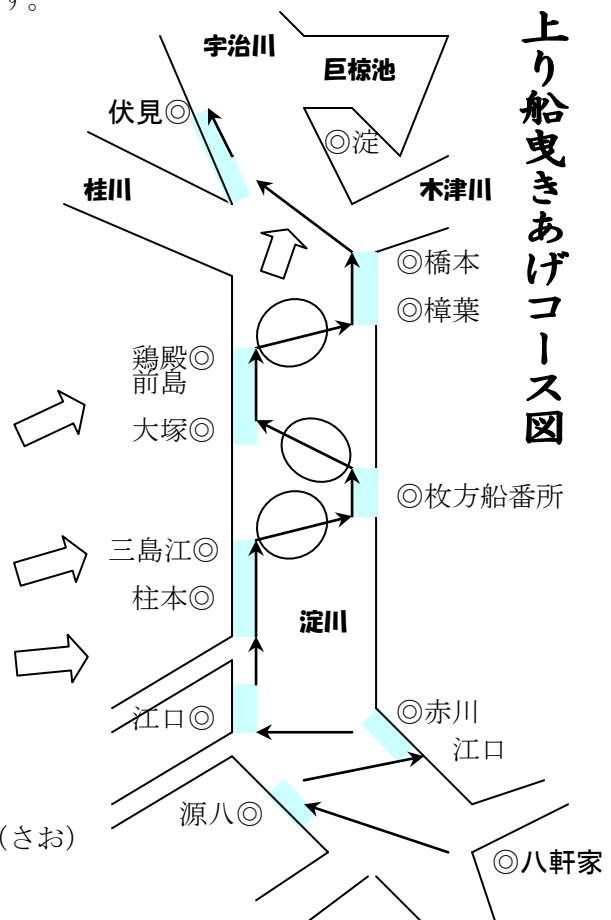 す。
上り船曳きあげコース図
宇治川
巨椋池
伏見◎
◎淀
桂川
木津川
◎橋本
◎樟葉
鶏殿◎
前島
大塚◎
◎枚方船番所
三島江◎
柱本◎
淀川
江口◎
◎赤川
江口
源八◎
(さお)
◎八軒家